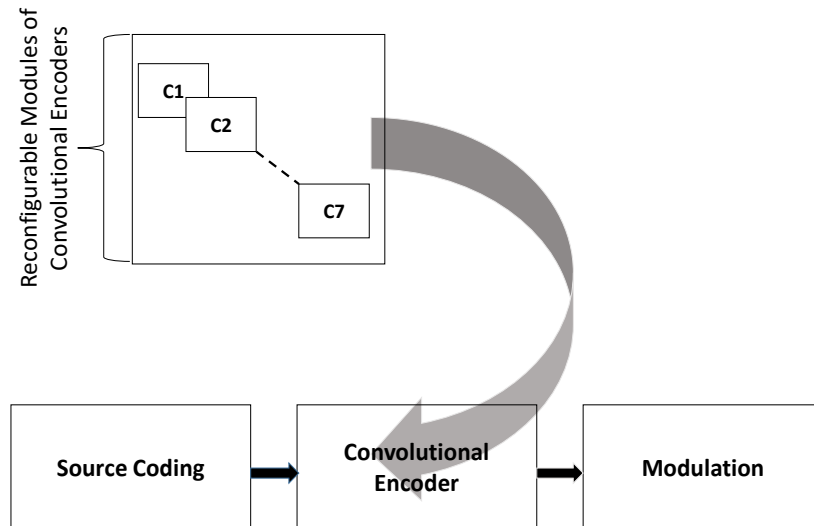 Reconfigurable Modules of
Convolutional Encoders
C1
C2
C7
Source Coding
Convolutional
Encoder
Modulation